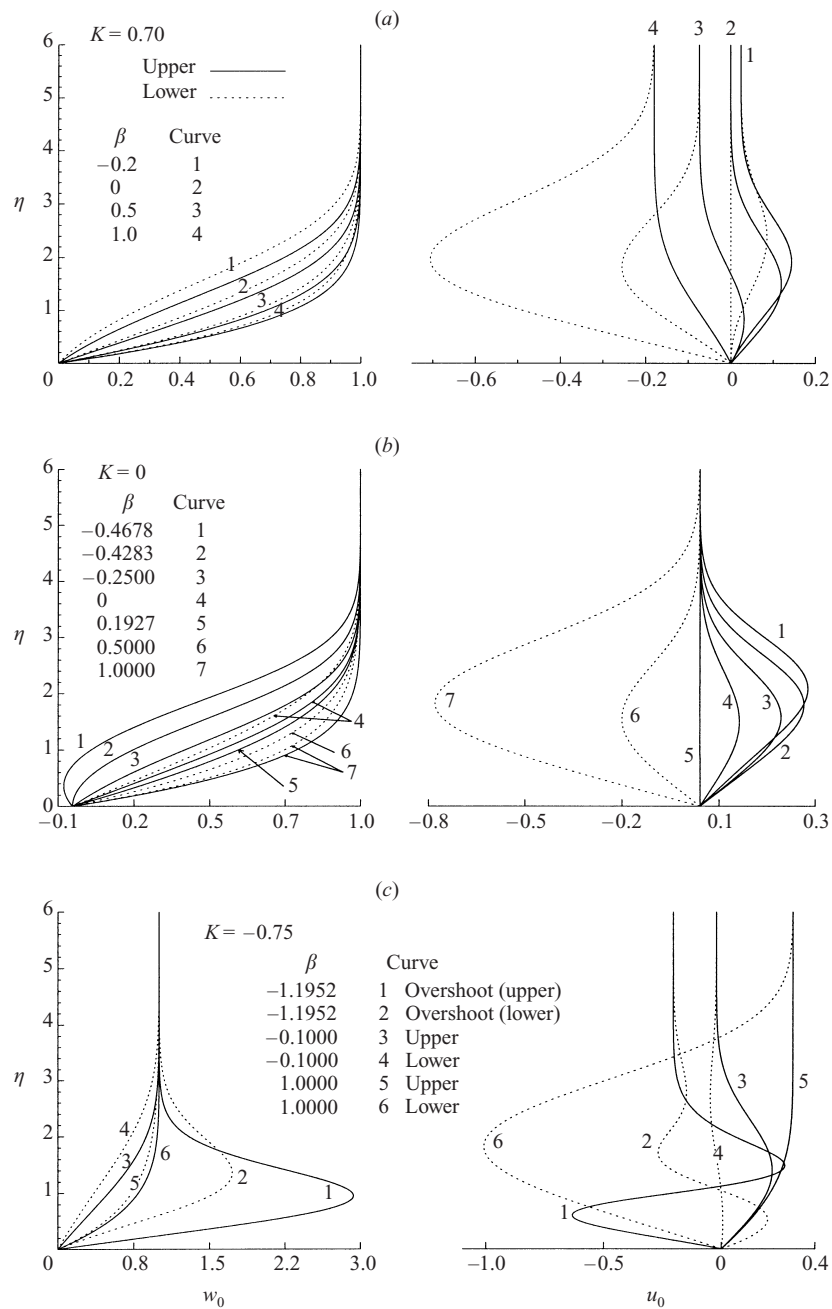 (a)
K = 0.70
Upper
Lower
β Curve
−0.2 1
0 2
0.5 3
1.0 4
η
6
5
4
3
2
1
0
1
2
3
4
0.2 0.4 0.6 0.8 1.0
4 3 2
1
−0.6 −0.4 −0.2 0 0.2
(b)
K = 0
β Curve
−0.4678 1
−0.4283 2
−0.2500 3
0 4
0.1927 5
0.5000 6
1.0000 7
η
6
5
4
3
2
1
0
1
2
3
4
6
5
7
−0.1 0.2 0.5 0.7 1.0
1
7
6
4
3
5
2
−0.8 −0.5 −0.2 0.1 0.3
(c)
K = −0.75
β Curve
−1.1952 1 Overshoot (upper)
−1.1952 2 Overshoot (lower)
−0.1000 3 Upper
−0.1000 4 Lower
1.0000 5 Upper
1.0000 6 Lower
η
6
5
4
3
2
1
0
4
3
6
5
2
1
0 0.8 1.5 2.2 3.0
w0
3
5
6
2
4
1
−1.0 −0.5 0 0.4
u0